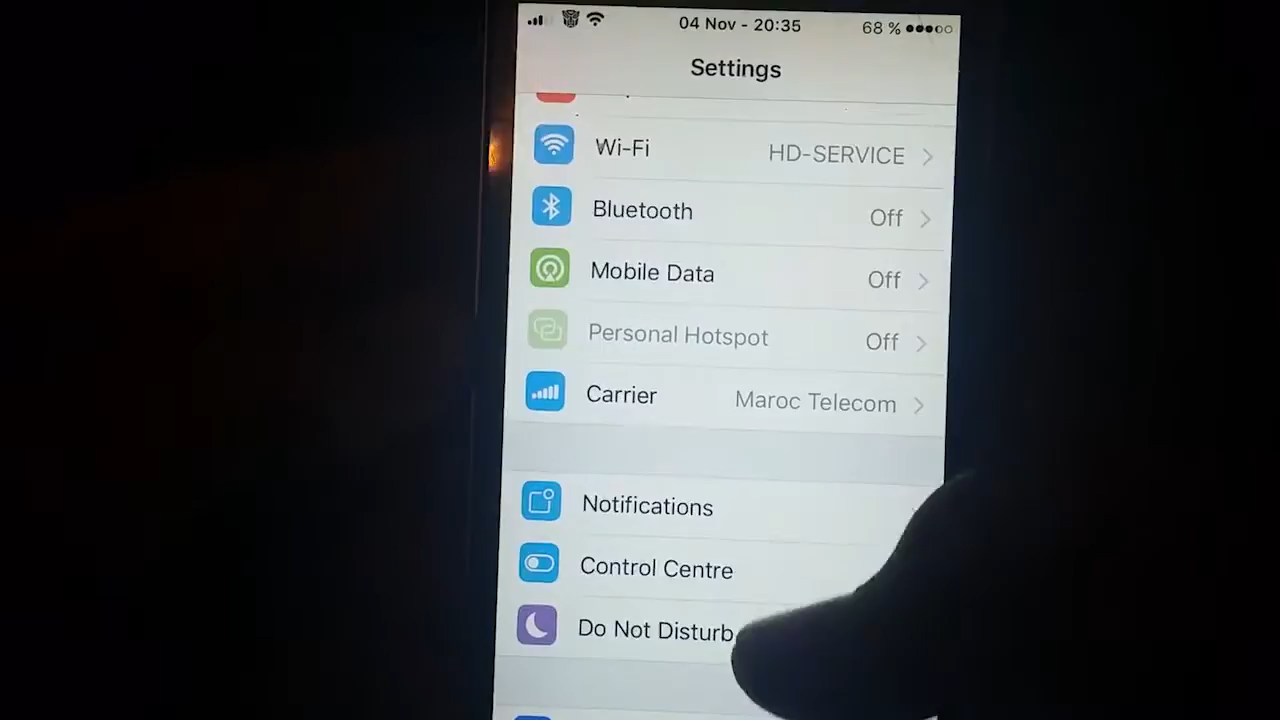 04 Nov - 20:35
68 %
Settings
Wi-Fi HD-SERVICE
Bluetooth Off
Mobile Data Off
Personal Hotspot Off
Carrier Maroc Telecom
Notifications
Control Centre
Do Not Disturb